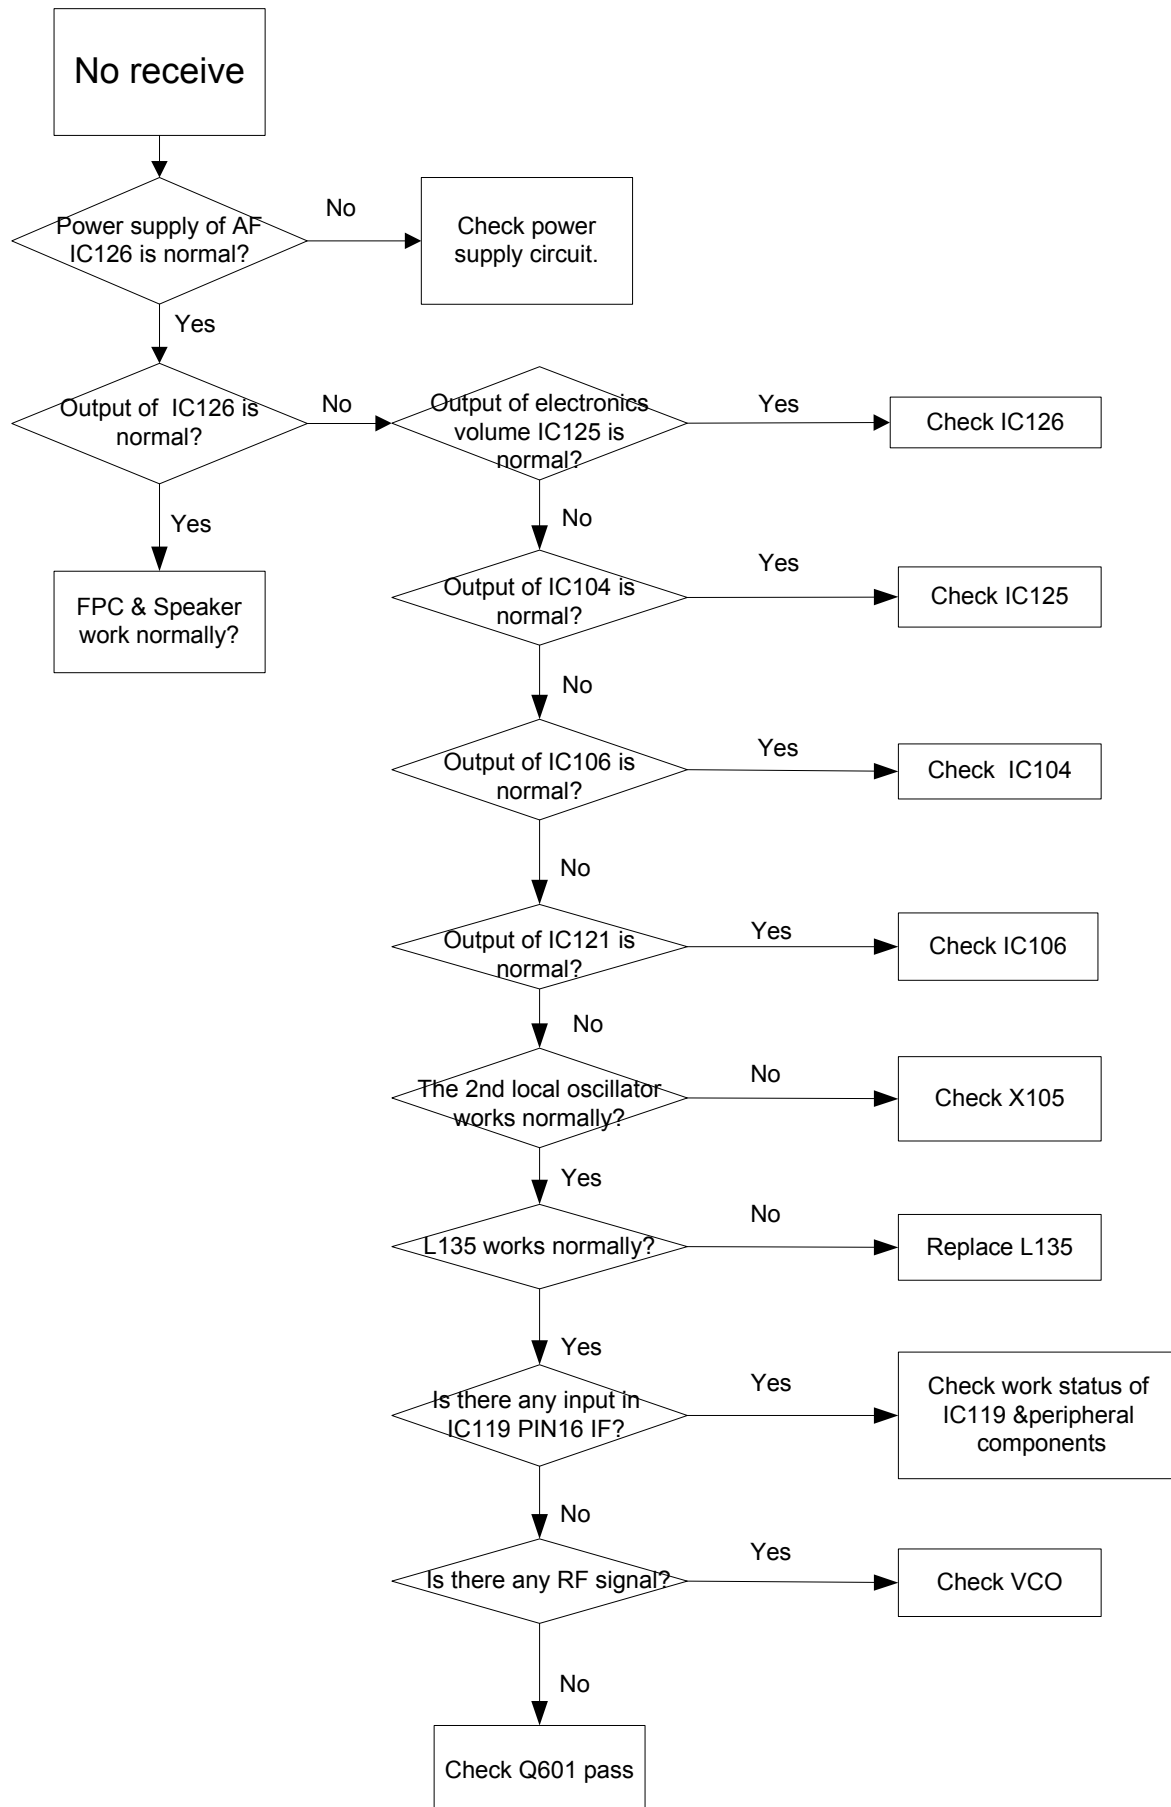 No receive
Power supply of AF
IC126 is normal?
No
Check power
supply circuit.
Yes
Output of  IC126 is
normal?
No
Output of electronics
volume IC125 is
normal?
Yes
Check IC126
Yes
FPC & Speaker
work normally?
No
Output of IC104 is
normal?
Yes
Check IC125
No
Output of IC106 is
normal?
Yes
Check  IC104
No
Output of IC121 is
normal?
Yes
Check IC106
No
The 2nd local oscillator
works normally?
No
Check X105
Yes
L135 works normally?
No
Replace L135
Yes
Is there any input in
IC119 PIN16 IF?
Yes
Check work status of
IC119 &peripheral
components
No
Is there any RF signal?
Yes
Check VCO
No
Check Q601 pass